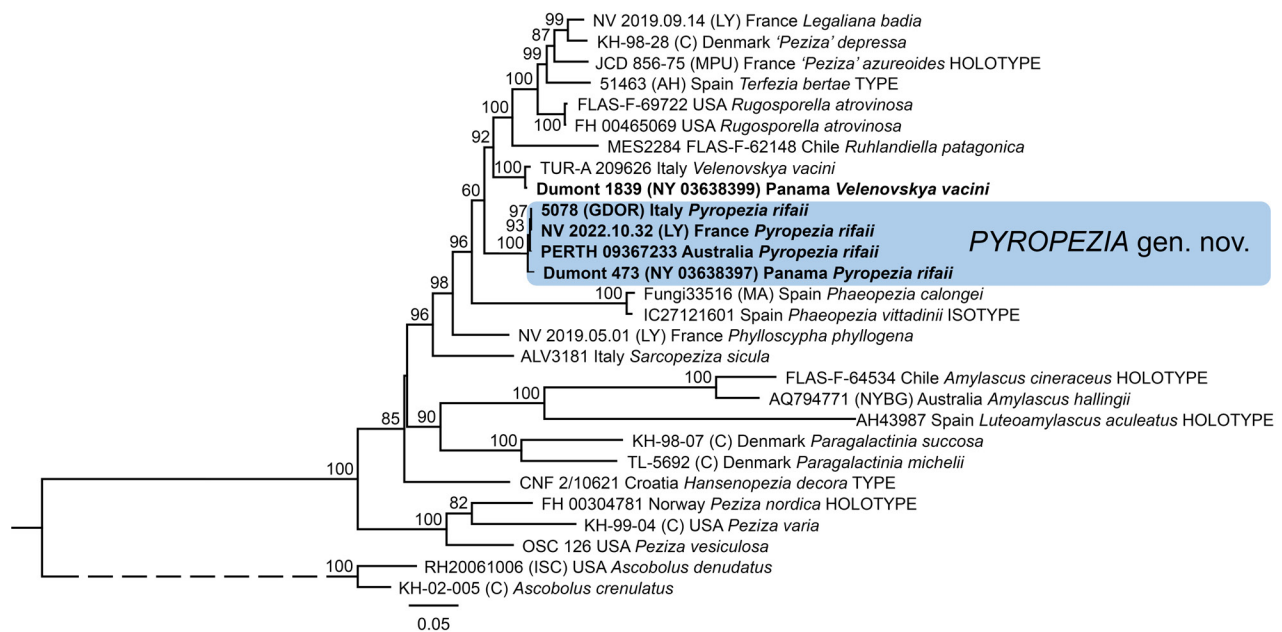 99 NV 2019.09.14 (LY) France Legaliana badia
87 KH-98-28 (C) Denmark ‘Peziza’ depressa
99 JCD 856-75 (MPU) France ‘Peziza’ azureoides HOLOTYPE
100 51463 (AH) Spain Terfezia bertae TYPE
100 FLAS-F-69722 USA Rugosporella atrovinosa
100 FH 00465069 USA Rugosporella atrovinosa
92 MES2284 FLAS-F-62148 Chile Ruhlandiella patagonica
100 TUR-A 209626 Italy Velenovskya vacini
60 Dumont 1839 (NY 03638399) Panama Velenovskya vacini
97 5078 (GDOR) Italy Pyropezia rifaii
93 NV 2022.10.32 (LY) France Pyropezia rifaii
PYROPEZIA gen. nov.
96 100 PERTH 09367233 Australia Pyropezia rifaii
Dumont 473 (NY 03638397) Panama Pyropezia rifaii
98 100 Fungi33516 (MA) Spain Phaeopezia calongei
96 IC27121601 Spain Phaeopezia vittadinii ISOTYPE
NV 2019.05.01 (LY) France Phylloscypha phyllogena
ALV3181 Italy Sarcopeziza sicula
100 FLAS-F-64534 Chile Amylascus cineraceus HOLOTYPE
100 AQ794771 (NYBG) Australia Amylascus hallingii
85 90 AH43987 Spain Luteoamylascus aculeatus HOLOTYPE
100 KH-98-07 (C) Denmark Paragalactinia succosa
TL-5692 (C) Denmark Paragalactinia michelii
100 CNF 2/10621 Croatia Hansenopezia decora TYPE
82 FH 00304781 Norway Peziza nordica HOLOTYPE
100 KH-99-04 (C) USA Peziza varia
OSC 126 USA Peziza vesiculosa
100 RH20061006 (ISC) USA Ascobolus denudatus
KH-02-005 (C) Ascobolus crenulatus
0.05